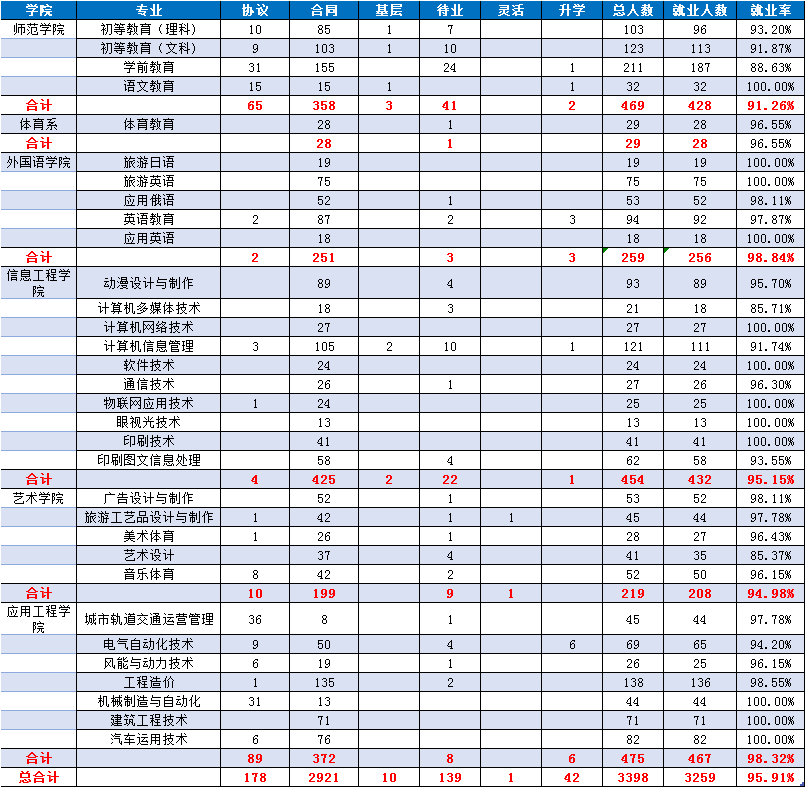 学院 专业 协议 合同 基层 待业 灵活 升学 总人数 就业人数 就业率
师范学院 初等教育（理科） 10 85 1 7 103 96 93.20%
初等教育（文科） 9 103 1 10 123 113 91.87%
学前教育 31 155 24 1 211 187 88.63%
语文教育 15 15 1 1 32 32 100.00%
合计 65 358 3 41 2 469 428 91.26%
体育系 体育教育 28 1 29 28 96.55%
合计 28 1 29 28 96.55%
外国语学院 旅游日语 19 19 19 100.00%
旅游英语 75 75 75 100.00%
应用俄语 52 1 53 52 98.11%
英语教育 2 87 2 3 94 92 97.87%
应用英语 18 18 18 100.00%
合计 2 251 3 3 259 256 98.84%
信息工程学
院 动漫设计与制作 89 4 93 89 95.70%
计算机多媒体技术 18 3 21 18 85.71%
计算机网络技术 27 27 27 100.00%
计算机信息管理 3 105 2 10 1 121 111 91.74%
软件技术 24 24 24 100.00%
通信技术 26 1 27 26 96.30%
物联网应用技术 1 24 25 25 100.00%
眼视光技术 13 13 13 100.00%
印刷技术 41 41 41 100.00%
印刷图文信息处理 58 4 62 58 93.55%
合计 4 425 2 22 1 454 432 95.15%
艺术学院 广告设计与制作 52 1 53 52 98.11%
旅游工艺品设计与制作 1 42 1 1 45 44 97.78%
美术体育 1 26 1 28 27 96.43%
艺术设计 37 4 41 35 85.37%
音乐体育 8 42 2 52 50 96.15%
合计 10 199 9 1 219 208 94.98%
应用工程学
院 城市轨道交通运营管理 36 8 1 45 44 97.78%
电气自动化技术 9 50 4 6 69 65 94.20%
风能与动力技术 6 19 1 26 25 96.15%
工程造价 1 135 2 138 136 98.55%
机械制造与自动化 31 13 44 44 100.00%
建筑工程技术 71 71 71 100.00%
汽车运用技术 6 76 82 82 100.00%
合计 89 372 8 6 475 467 98.32%
总合计 178 2921 10 139 1 42 3398 3259 95.91%